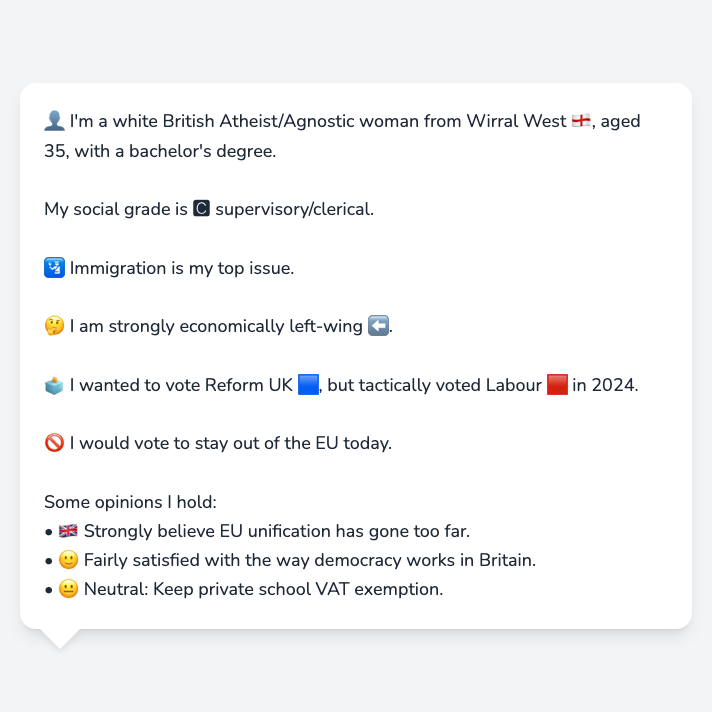 👤 I'm a white British Atheist/Agnostic woman from Wirral West 🏴󠁧󠁢󠁥󠁮󠁧󠁿, aged
35, with a bachelor's degree.
My social grade is 🅲 supervisory/clerical.
🛂 Immigration is my top issue.
🤔 I am strongly economically left-wing ⬅️.
🗳️ I wanted to vote Reform UK 🟦, but tactically voted Labour 🟥 in 2024.
🚫 I would vote to stay out of the EU today.
Some opinions I hold:
• 🇬🇧 Strongly believe EU unification has gone too far.
• 🙂 Fairly satisfied with the way democracy works in Britain.
• 😐 Neutral: Keep private school VAT exemption.